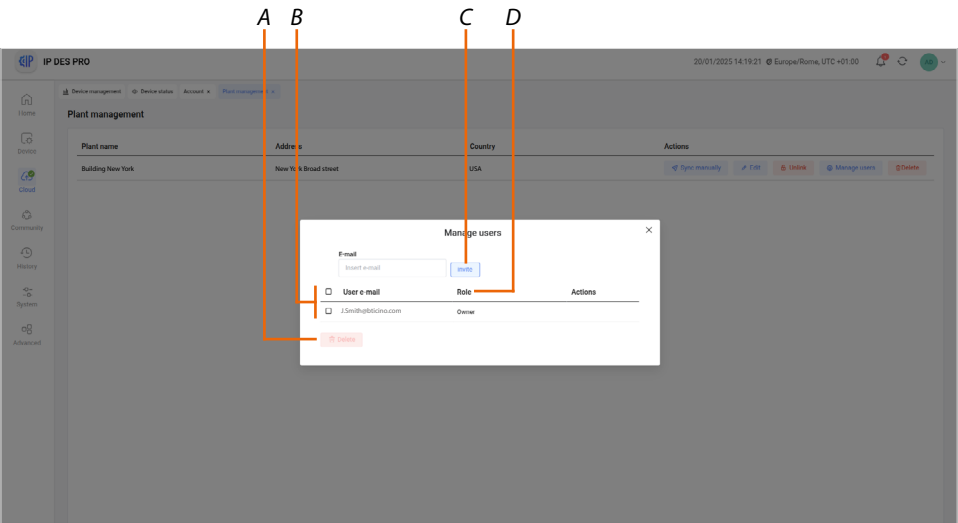 A B C D
IP IP DES PRO 20/01/2025 14:19:21 Europe/Rome, UTC +01:00 AB
Home Device management Device status Account x Plant management x
Plant management
Device Plant name Address Country Actions
Building New York New York Broad street USA Sync manually Edit Unlink Manage users Delete
Cloud
Community
Manage users
E-mail
Insert e-mail Invite
History
User e-mail Role Actions
System J.Smith@bticino.com Owner
Advanced Delete